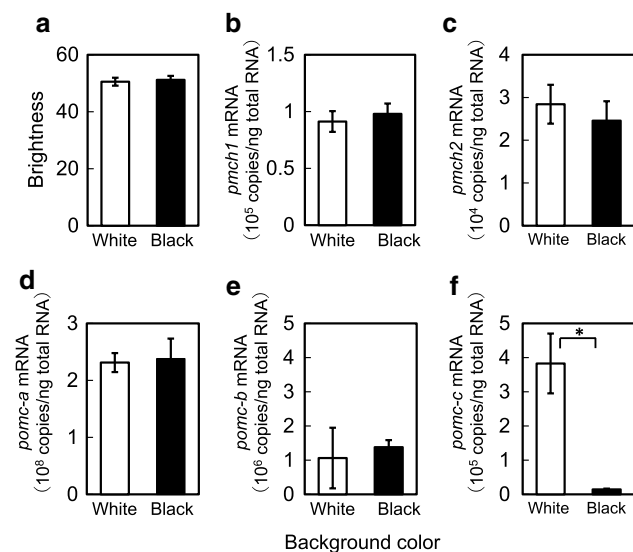 a
60
40
20
0
Brightness
White Black
b
1.5
1
0.5
0
pmch1 mRNA
(10⁵ copies/ng total RNA)
White Black
c
4
3
2
1
0
pmch2 mRNA
(10⁴ copies/ng total RNA)
White Black
d
3
2
1
0
pomc-a mRNA
(10⁸ copies/ng total RNA)
White Black
e
5
4
3
2
1
0
pomc-b mRNA
(10⁶ copies/ng total RNA)
White Black
f
5
4
3
2
1
0
pomc-c mRNA
(10⁵ copies/ng total RNA)
*
White Black
Background color